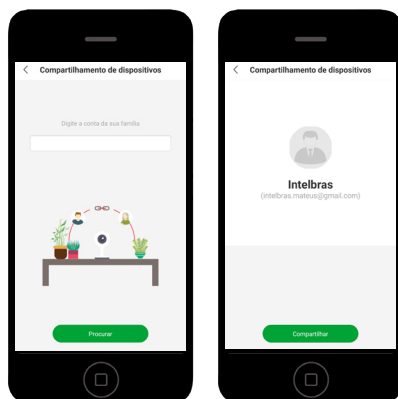 Compartilhamento de dispositivos
Digite a conta da sua família
Procurar
Compartilhamento de dispositivos
Intelbras
(intelbras.mateus@gmail.com)
Compartilhar